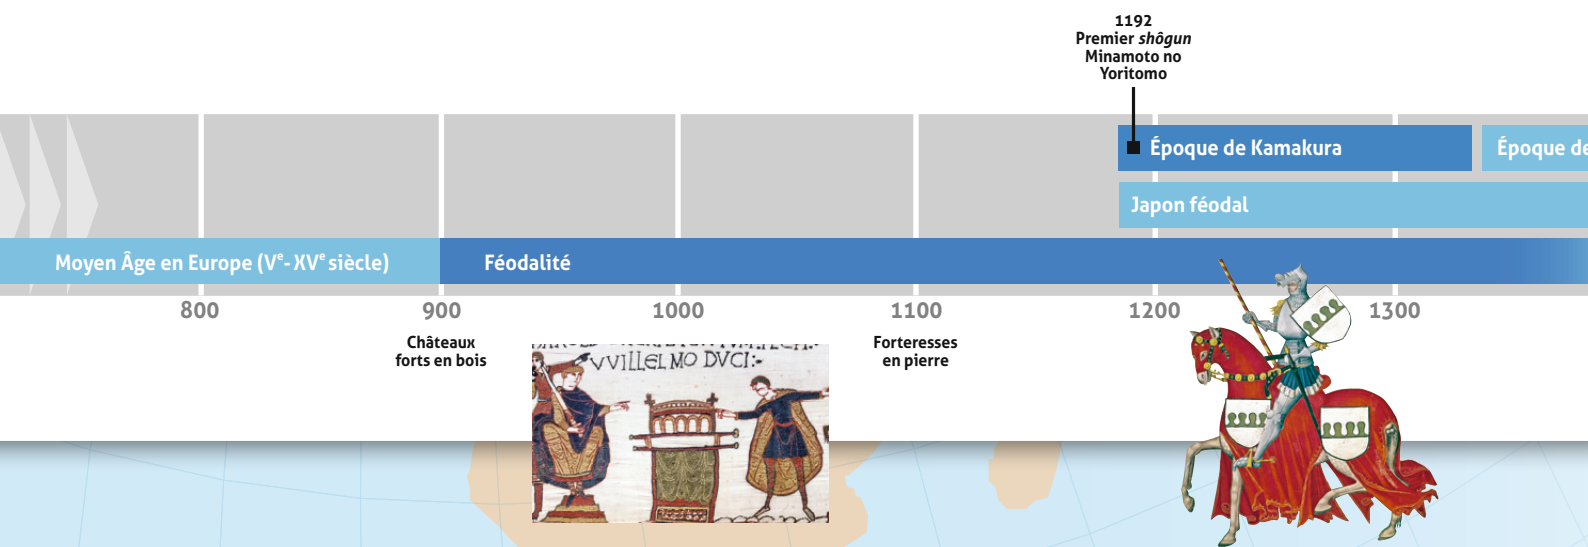 1192
Premier shôgun
Minamoto no
Yoritomo
Époque de Kamakura
Époque de
Japon féodal
Moyen Âge en Europe (Ve- XVe siècle)
Féodalité
800
900
1000
1100
1200
1300
Châteaux
forts en bois
Forteresses
en pierre
VVILLELMO DVCI:-